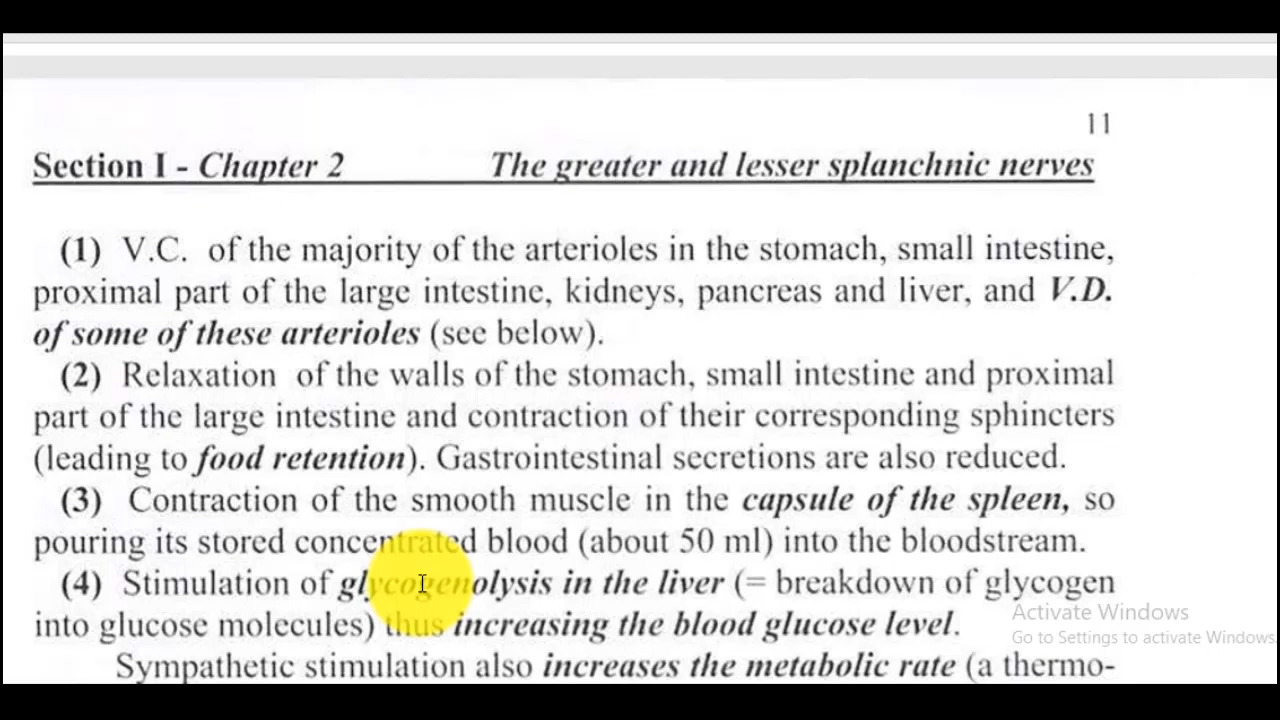 11
Section I - Chapter 2 The greater and lesser splanchnic nerves
(1) V.C. of the majority of the arterioles in the stomach, small intestine,
proximal part of the large intestine, kidneys, pancreas and liver, and V.D.
of some of these arterioles (see below).
(2) Relaxation of the walls of the stomach, small intestine and proximal
part of the large intestine and contraction of their corresponding sphincters
(leading to food retention). Gastrointestinal secretions are also reduced.
(3) Contraction of the smooth muscle in the capsule of the spleen, so
pouring its stored concentrated blood (about 50 ml) into the bloodstream.
(4) Stimulation of glycogenolysis in the liver (= breakdown of glycogen
into glucose molecules) thus increasing the blood glucose level.
Activate Windows
Go to Settings to activate Windows
Sympathetic stimulation also increases the metabolic rate (a thermo-